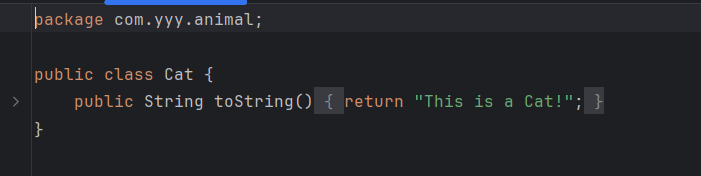 package com.yyy.animal;
public class Cat {
public String toString() { return "This is a Cat!"; }
}